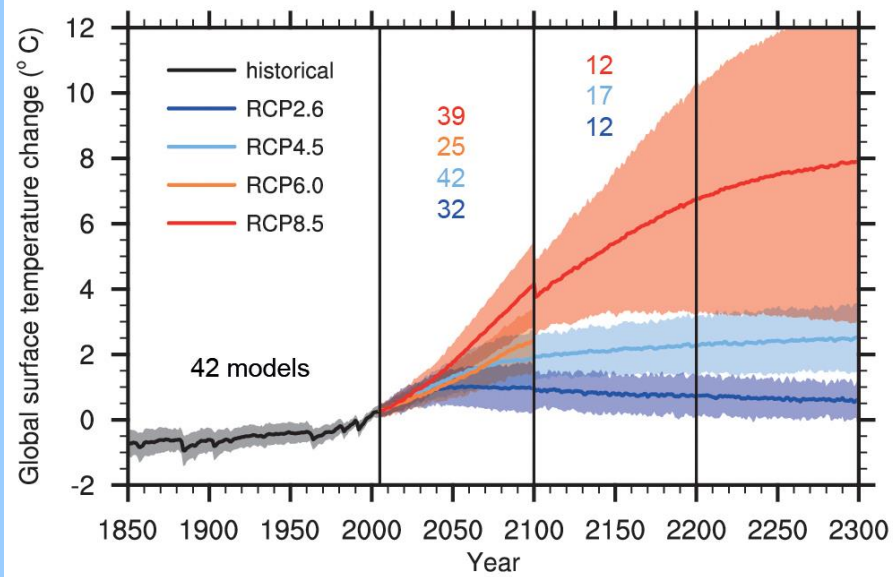 Global surface temperature change (° C)
12
10
8
6
4
2
0
-2
historical
RCP2.6
RCP4.5
RCP6.0
RCP8.5
42 models
39
25
42
32
12
17
12
1850 1900 1950 2000 2050 2100 2150 2200 2250 2300
Year